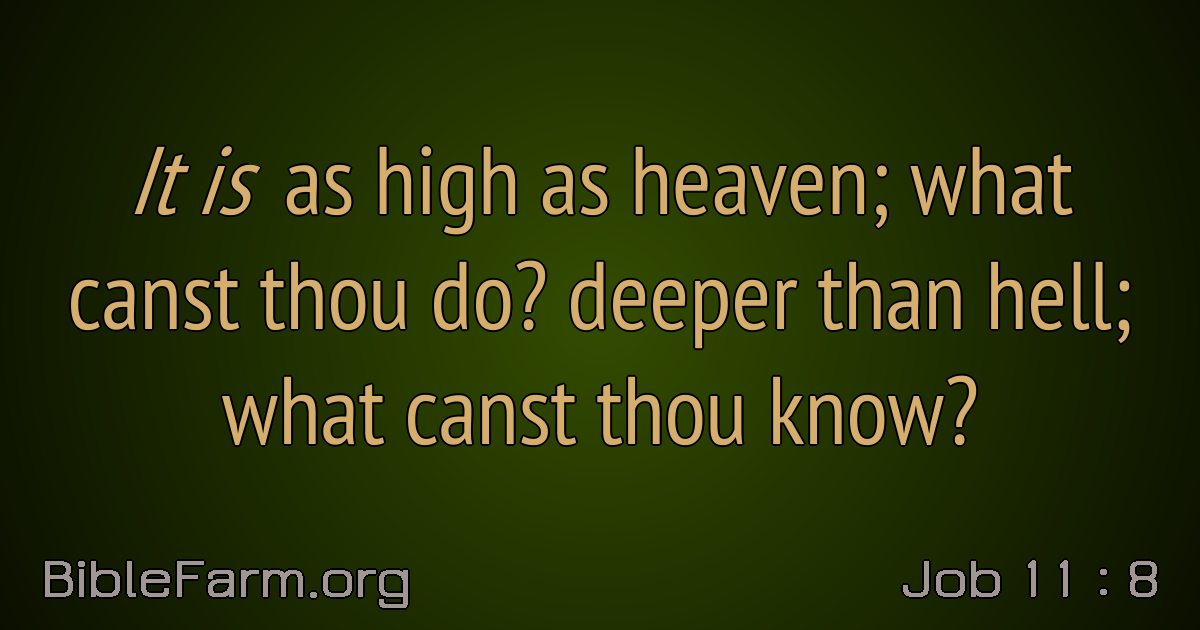 It is as high as heaven; what
canst thou do? deeper than hell;
what canst thou know?
BibleFarm.org
Job 11 : 8